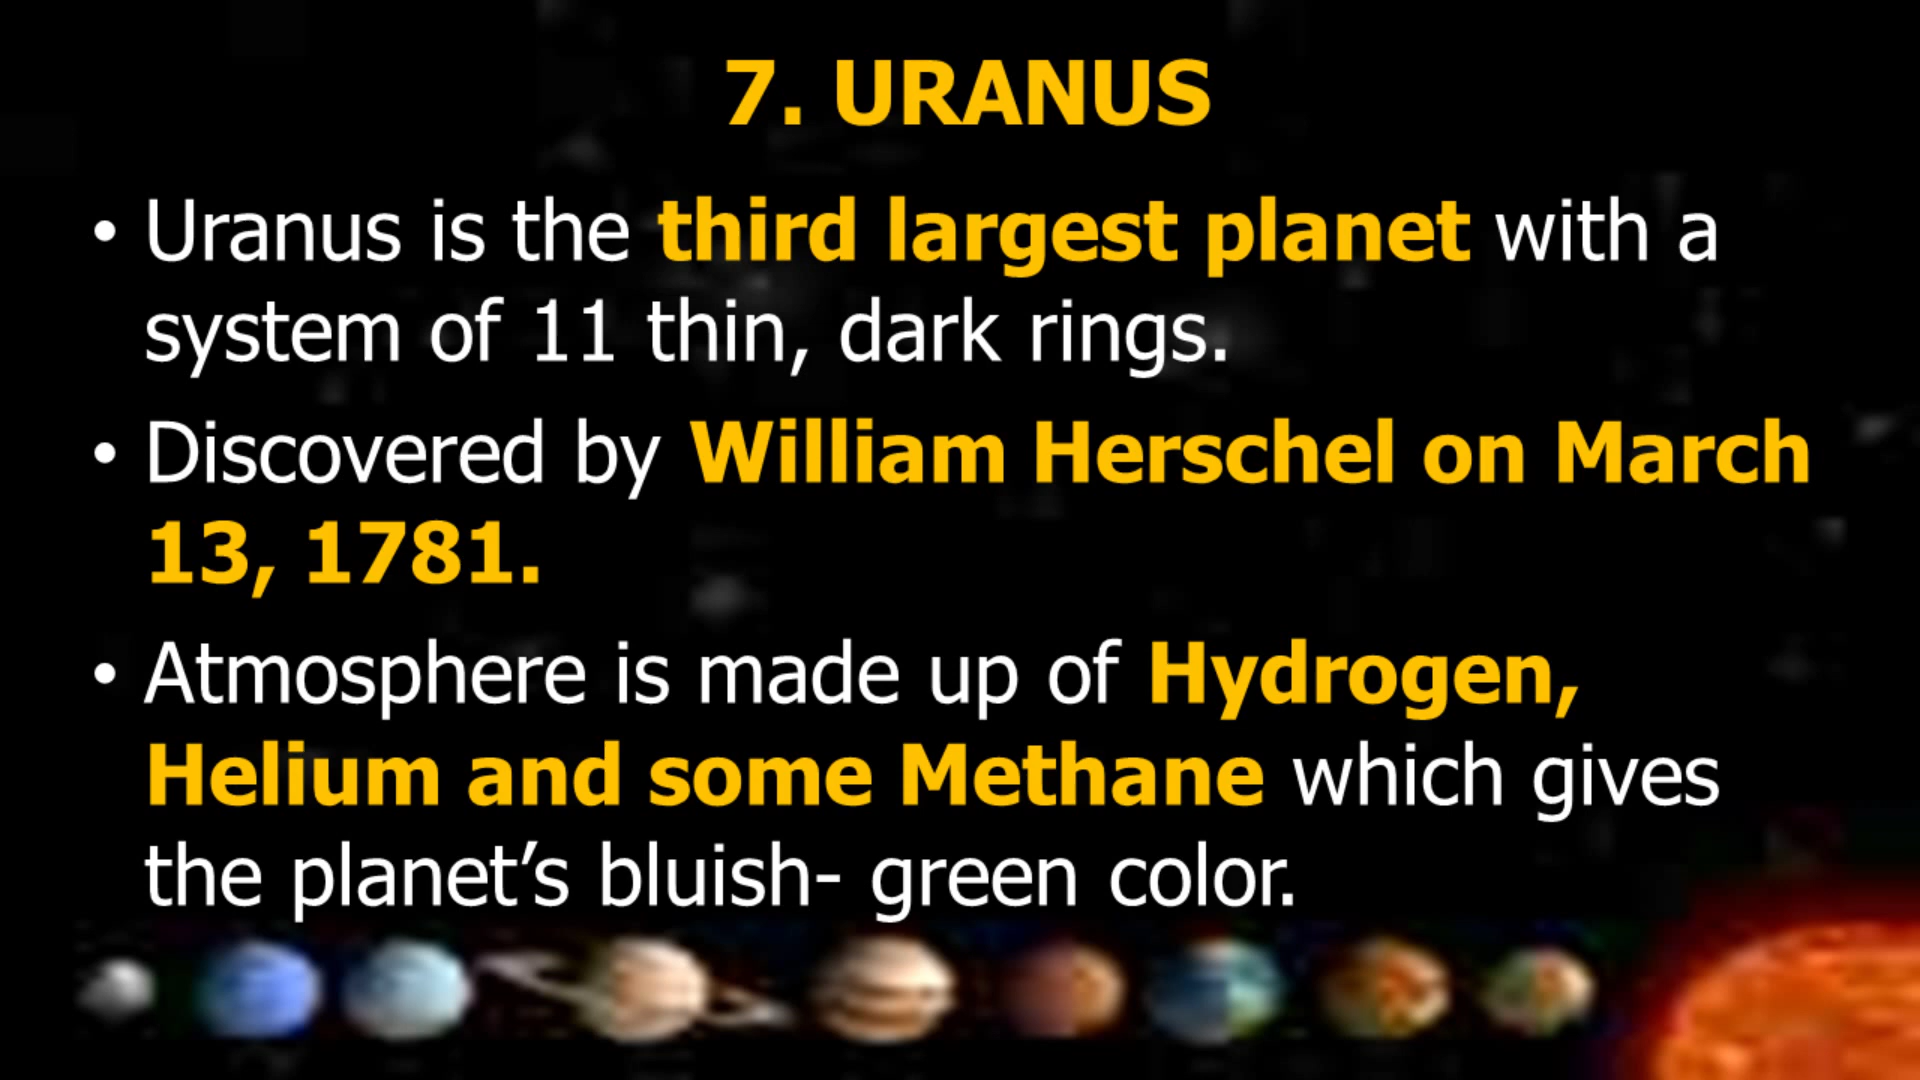 7. URANUS
• Uranus is the third largest planet with a
system of 11 thin, dark rings.
• Discovered by William Herschel on March
13, 1781.
• Atmosphere is made up of Hydrogen,
Helium and some Methane which gives
the planet’s bluish- green color.